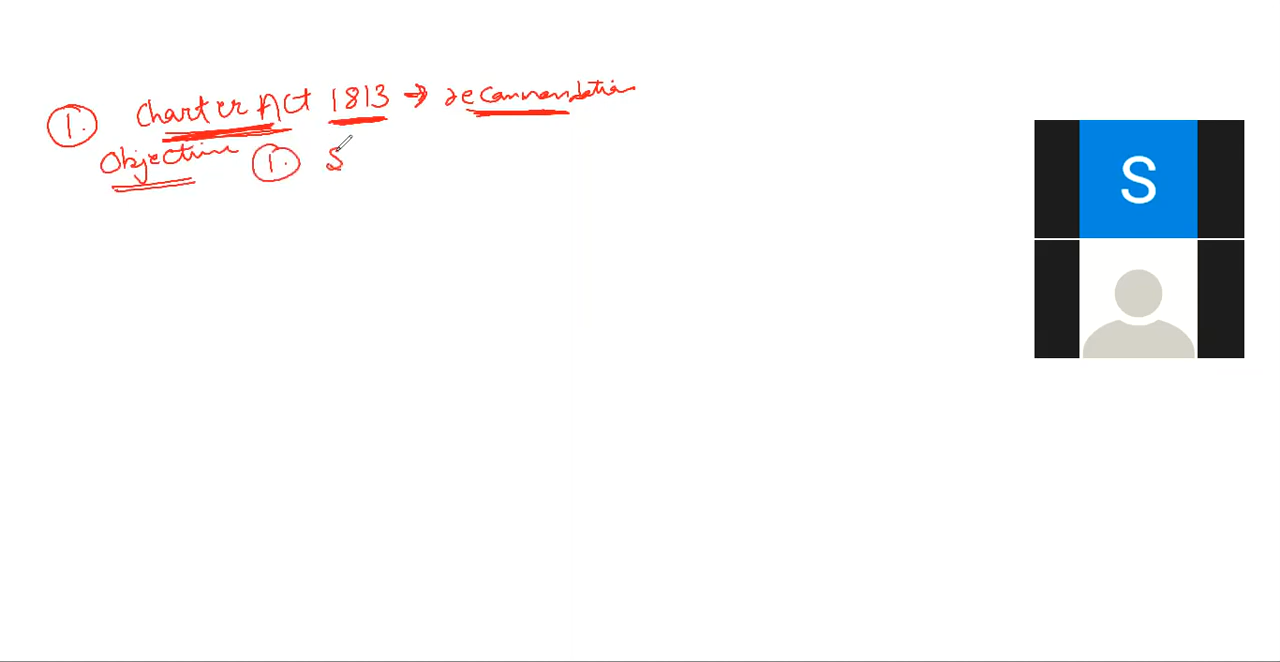 1. Charter Act 1813 → recommendation
Objective 1. S
S